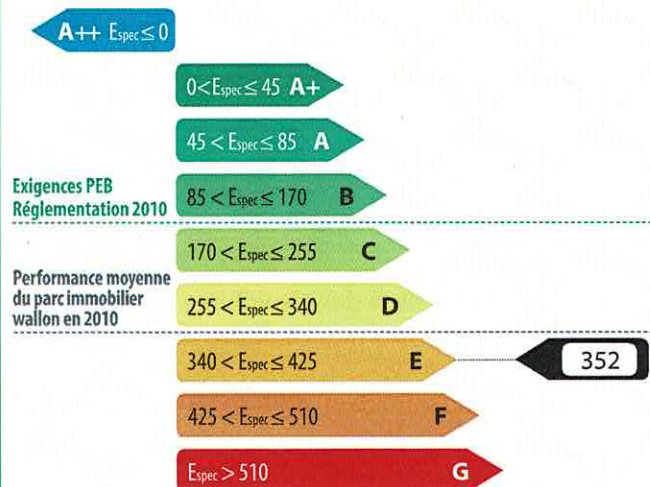 A++ Espec ≤ 0
0<Espec ≤ 45 A+
45 < Espec ≤ 85 A
Exigences PEB
Réglementation 2010
85 < Espec ≤ 170 B
170 < Espec ≤ 255 C
Performance moyenne
du parc immobilier
wallon en 2010
255 < Espec ≤ 340 D
340 < Espec ≤ 425 E
352
425 < Espec ≤ 510 F
Espec > 510 G